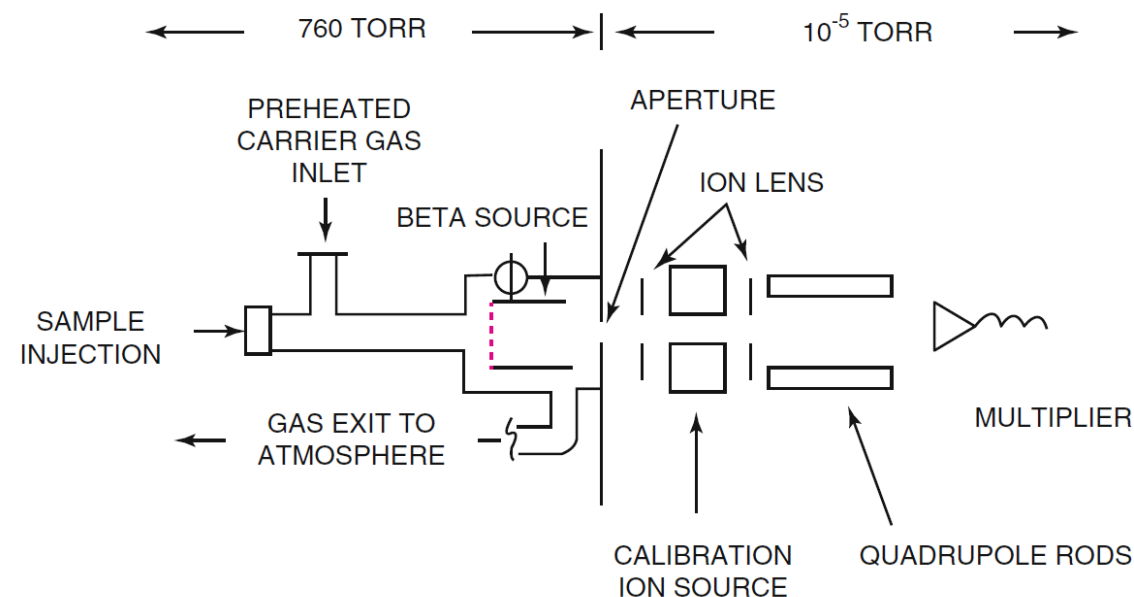 760 TORR
10⁻⁵ TORR
APERTURE
PREHEATED
CARRIER GAS
INLET
ION LENS
BETA SOURCE
SAMPLE
INJECTION
GAS EXIT TO
ATMOSPHERE
MULTIPLIER
CALIBRATION
ION SOURCE
QUADRUPOLE RODS